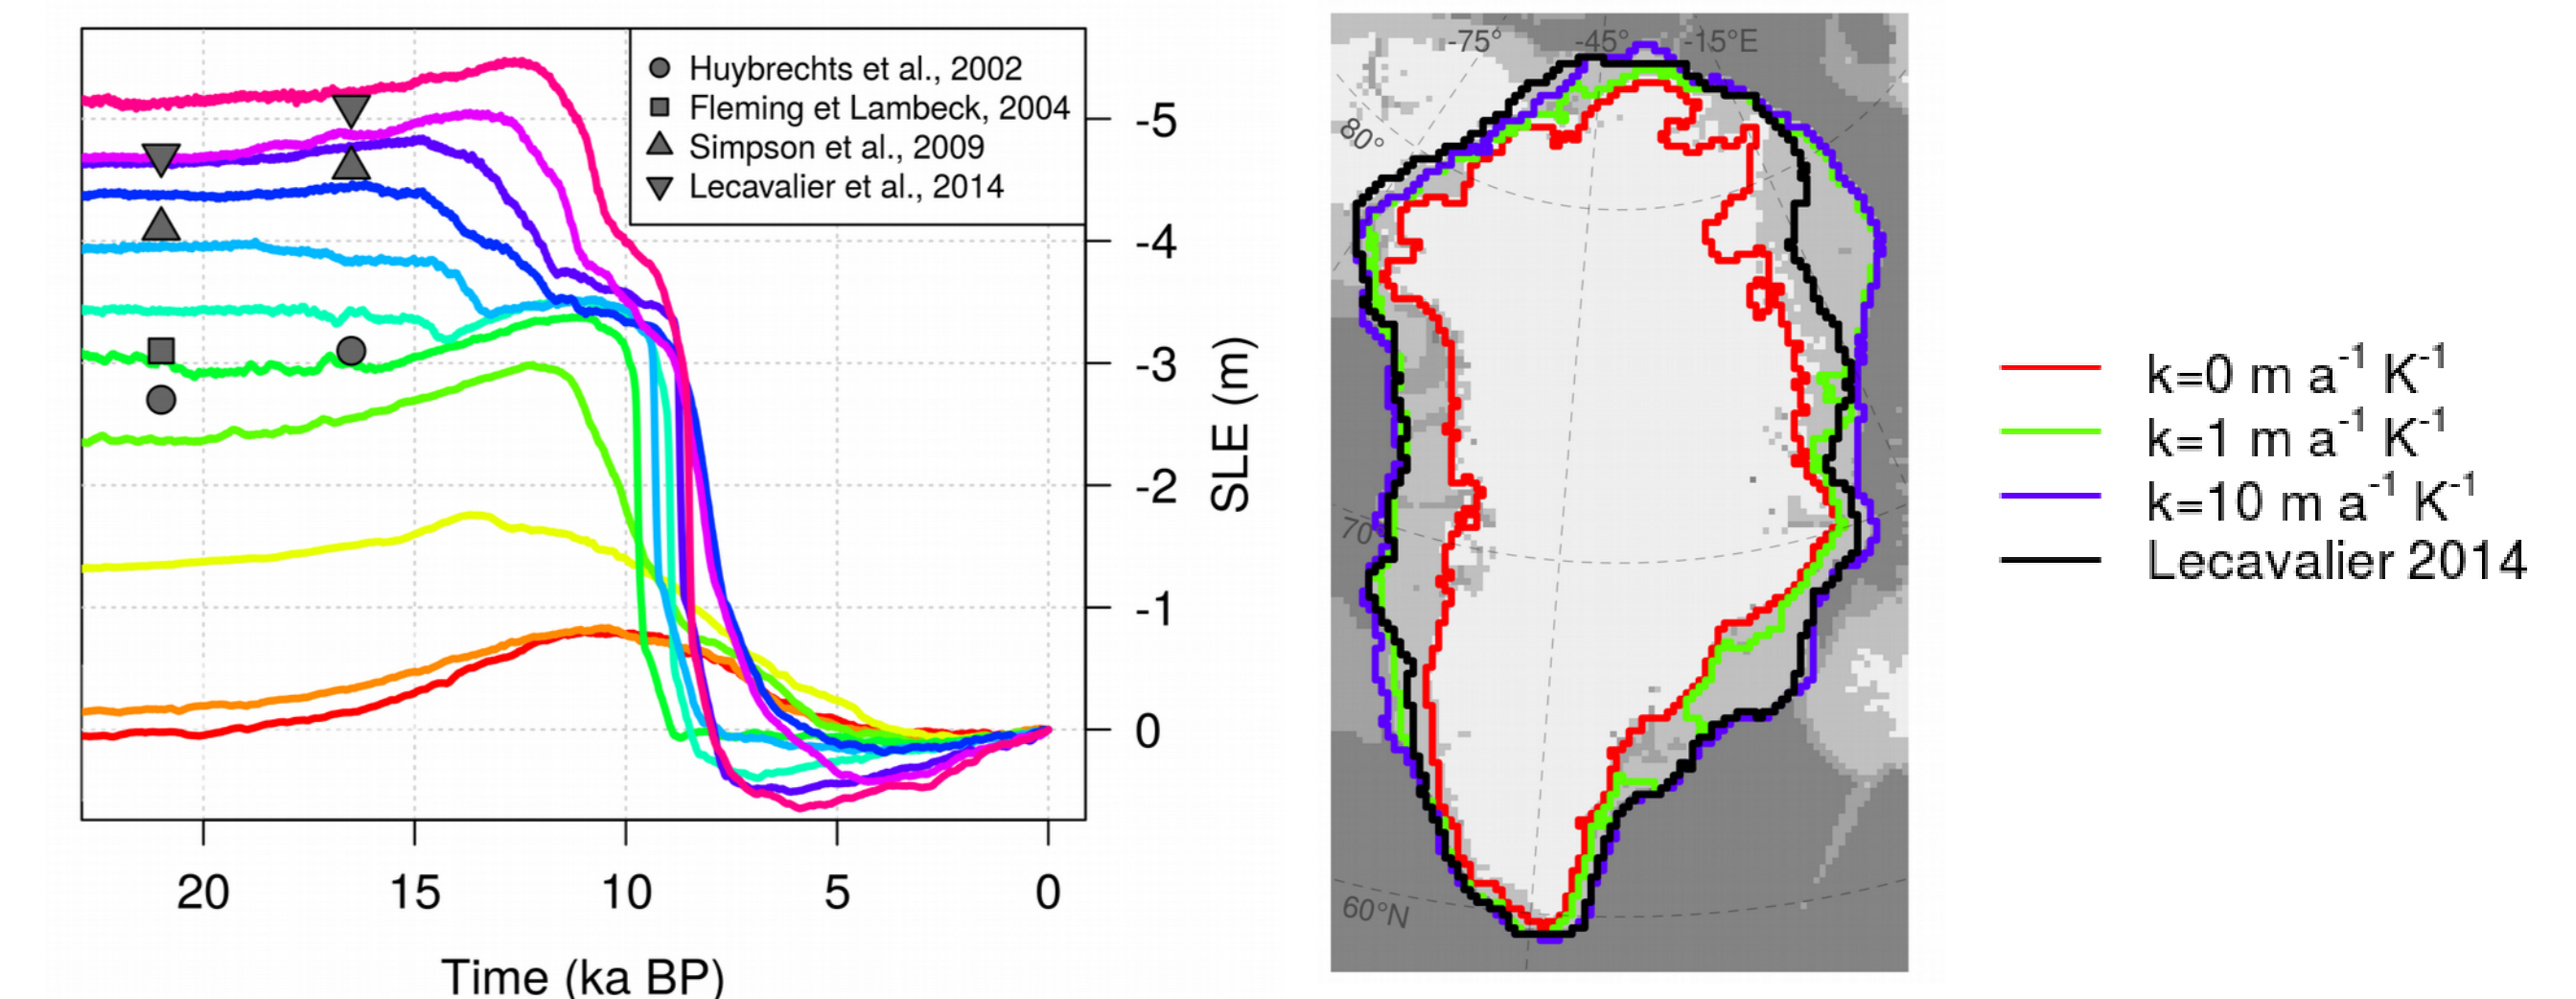 Huybrechts et al., 2002
Fleming et Lambeck, 2004
Simpson et al., 2009
Lecavalier et al., 2014
-5
-4
-3
-2
-1
0
SLE (m)
20 15 10 5 0
Time (ka BP)
-75° -45° -15°E
80°
70°
60°N
k=0 m a⁻¹ K⁻¹
k=1 m a⁻¹ K⁻¹
k=10 m a⁻¹ K⁻¹
Lecavalier 2014